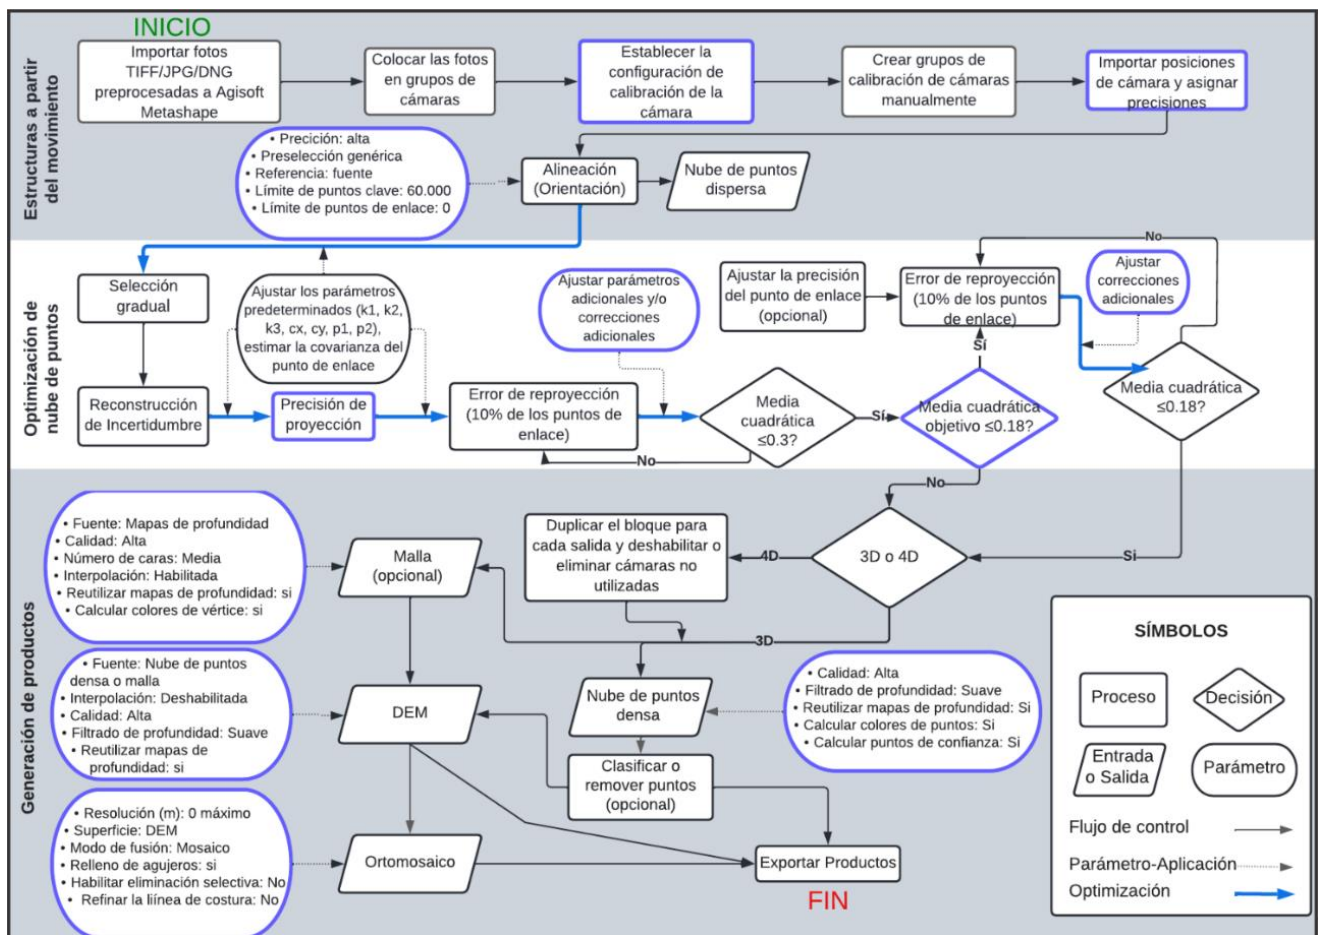 INICIO
Estructuras a partir
del movimiento
Importar fotos
TIFF/JPG/DNG
preprocesadas a Agisoft
Metashape
Colocar las fotos
en grupos de
cámaras
Establecer la
configuración de
calibración de la
cámara
Crear grupos de
calibración de cámaras
manualmente
Importar posiciones
de cámara y asignar
precisiones
• Precición: alta
• Preselección genérica
• Referencia: fuente
• Límite de puntos clave: 60.000
• Límite de puntos de enlace: 0
Alineación
(Orientación)
Nube de puntos
dispersa
Optimización de
nube de puntos
Selección
gradual
Ajustar los parámetros
predeterminados (k1, k2,
k3, cx, cy, p1, p2),
estimar la covarianza del
punto de enlace
Ajustar parámetros
adicionales y/o
correcciones
adicionales
Ajustar la precisión
del punto de enlace
(opcional)
Error de reproyección
(10% de los puntos
de enlace)
No
Ajustar
correcciones
adicionales
Sí
Reconstrucción
de Incertidumbre
Precisión de
proyección
Error de reproyección
(10% de los puntos de
enlace)
Media
cuadrática
≤0.3?
Sí
Media cuadrática
objetivo ≤0.18?
Media cuadrática
≤0.18?
No
No
Si
Generación de productos
• Fuente: Mapas de profundidad
• Calidad: Alta
• Número de caras: Media
• Interpolación: Habilitada
• Reutilizar mapas de profundidad: si
• Calcular colores de vértice: si
Malla
(opcional)
Duplicar el bloque para
cada salida y deshabilitar o
eliminar cámaras no
utilizadas
4D
3D o 4D
3D
• Fuente: Nube de puntos
densa o malla
• Interpolación: Deshabilitada
• Calidad: Alta
• Filtrado de profundidad: Suave
• Reutilizar mapas de
profundidad: si
DEM
Nube de puntos
densa
• Calidad: Alta
• Filtrado de profundidad: Suave
• Reutilizar mapas de profundidad: Si
• Calcular colores de puntos: Si
• Calcular puntos de confianza: Si
Clasificar o
remover puntos
(opcional)
• Resolución (m): 0 máximo
• Superficie: DEM
• Modo de fusión: Mosaico
• Relleno de agujeros: si
• Habilitar eliminación selectiva: No
• Refinar la liínea de costura: No
Ortomosaico
Exportar Productos
FIN
SÍMBOLOS
Proceso
Decisión
Entrada
o Salida
Parámetro
Flujo de control
Parámetro-Aplicación
Optimización